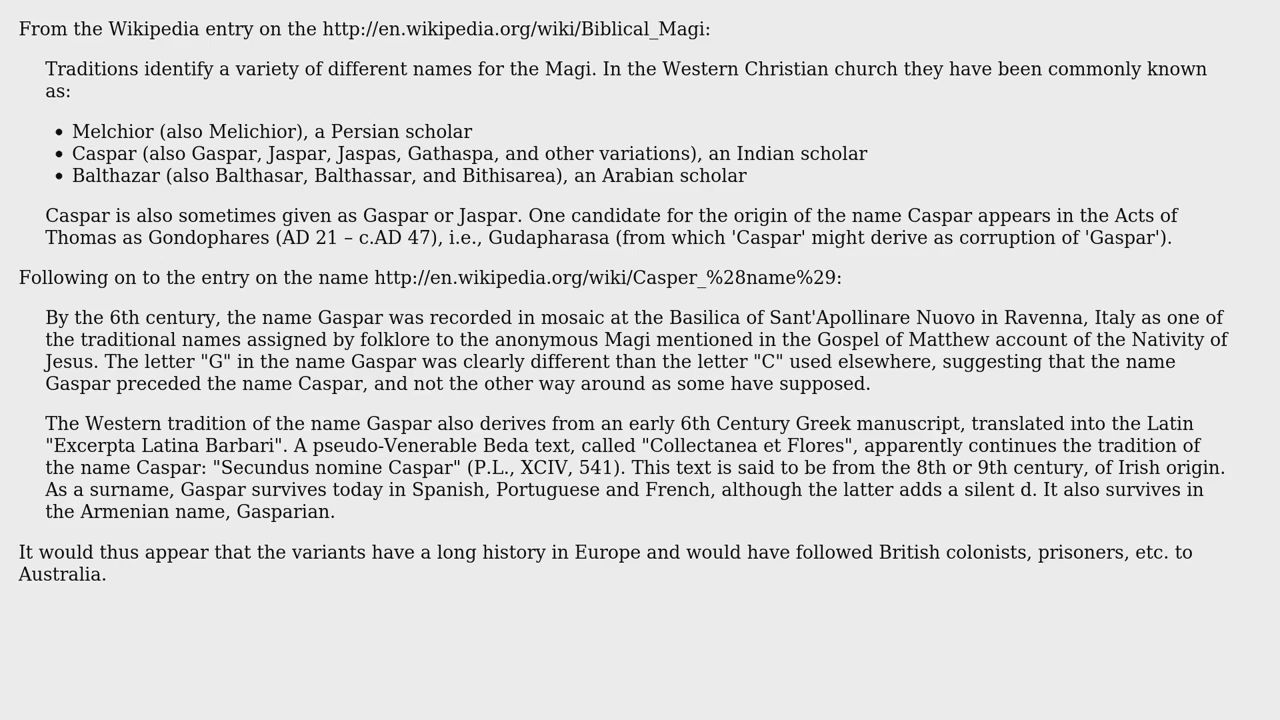 From the Wikipedia entry on the http://en.wikipedia.org/wiki/Biblical_Magi:
Traditions identify a variety of different names for the Magi. In the Western Christian church they have been commonly known
as:
• Melchior (also Melichior), a Persian scholar
• Caspar (also Gaspar, Jaspar, Jaspas, Gathaspa, and other variations), an Indian scholar
• Balthazar (also Balthasar, Balthassar, and Bithisarea), an Arabian scholar
Caspar is also sometimes given as Gaspar or Jaspar. One candidate for the origin of the name Caspar appears in the Acts of
Thomas as Gondophares (AD 21 – c.AD 47), i.e., Gudapharasa (from which 'Caspar' might derive as corruption of 'Gaspar').
Following on to the entry on the name http://en.wikipedia.org/wiki/Casper_%28name%29:
By the 6th century, the name Gaspar was recorded in mosaic at the Basilica of Sant'Apollinare Nuovo in Ravenna, Italy as one of
the traditional names assigned by folklore to the anonymous Magi mentioned in the Gospel of Matthew account of the Nativity of
Jesus. The letter "G" in the name Gaspar was clearly different than the letter "C" used elsewhere, suggesting that the name
Gaspar preceded the name Caspar, and not the other way around as some have supposed.
The Western tradition of the name Gaspar also derives from an early 6th Century Greek manuscript, translated into the Latin
"Excerpta Latina Barbari". A pseudo-Venerable Beda text, called "Collectanea et Flores", apparently continues the tradition of
the name Caspar: "Secundus nomine Caspar" (P.L., XCIV, 541). This text is said to be from the 8th or 9th century, of Irish origin.
As a surname, Gaspar survives today in Spanish, Portuguese and French, although the latter adds a silent d. It also survives in
the Armenian name, Gasparian.
It would thus appear that the variants have a long history in Europe and would have followed British colonists, prisoners, etc. to
Australia.